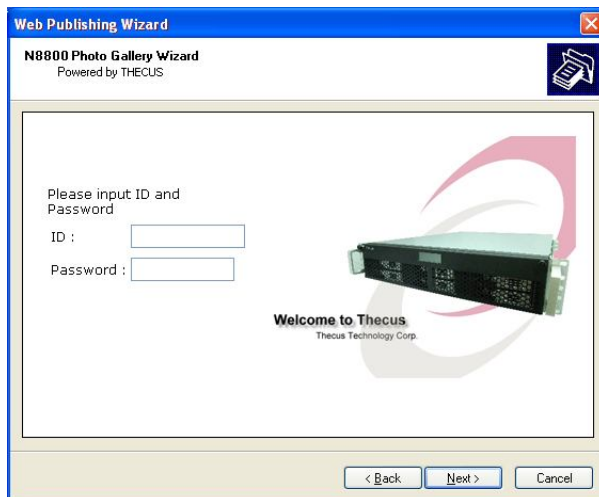 Web Publishing Wizard
N8800 Photo Gallery Wizard
Powered by THECUS
Please input ID and
Password
ID :
Password :
Welcome to Thecus
Thecus Technology Corp.
< Back
Next >
Cancel